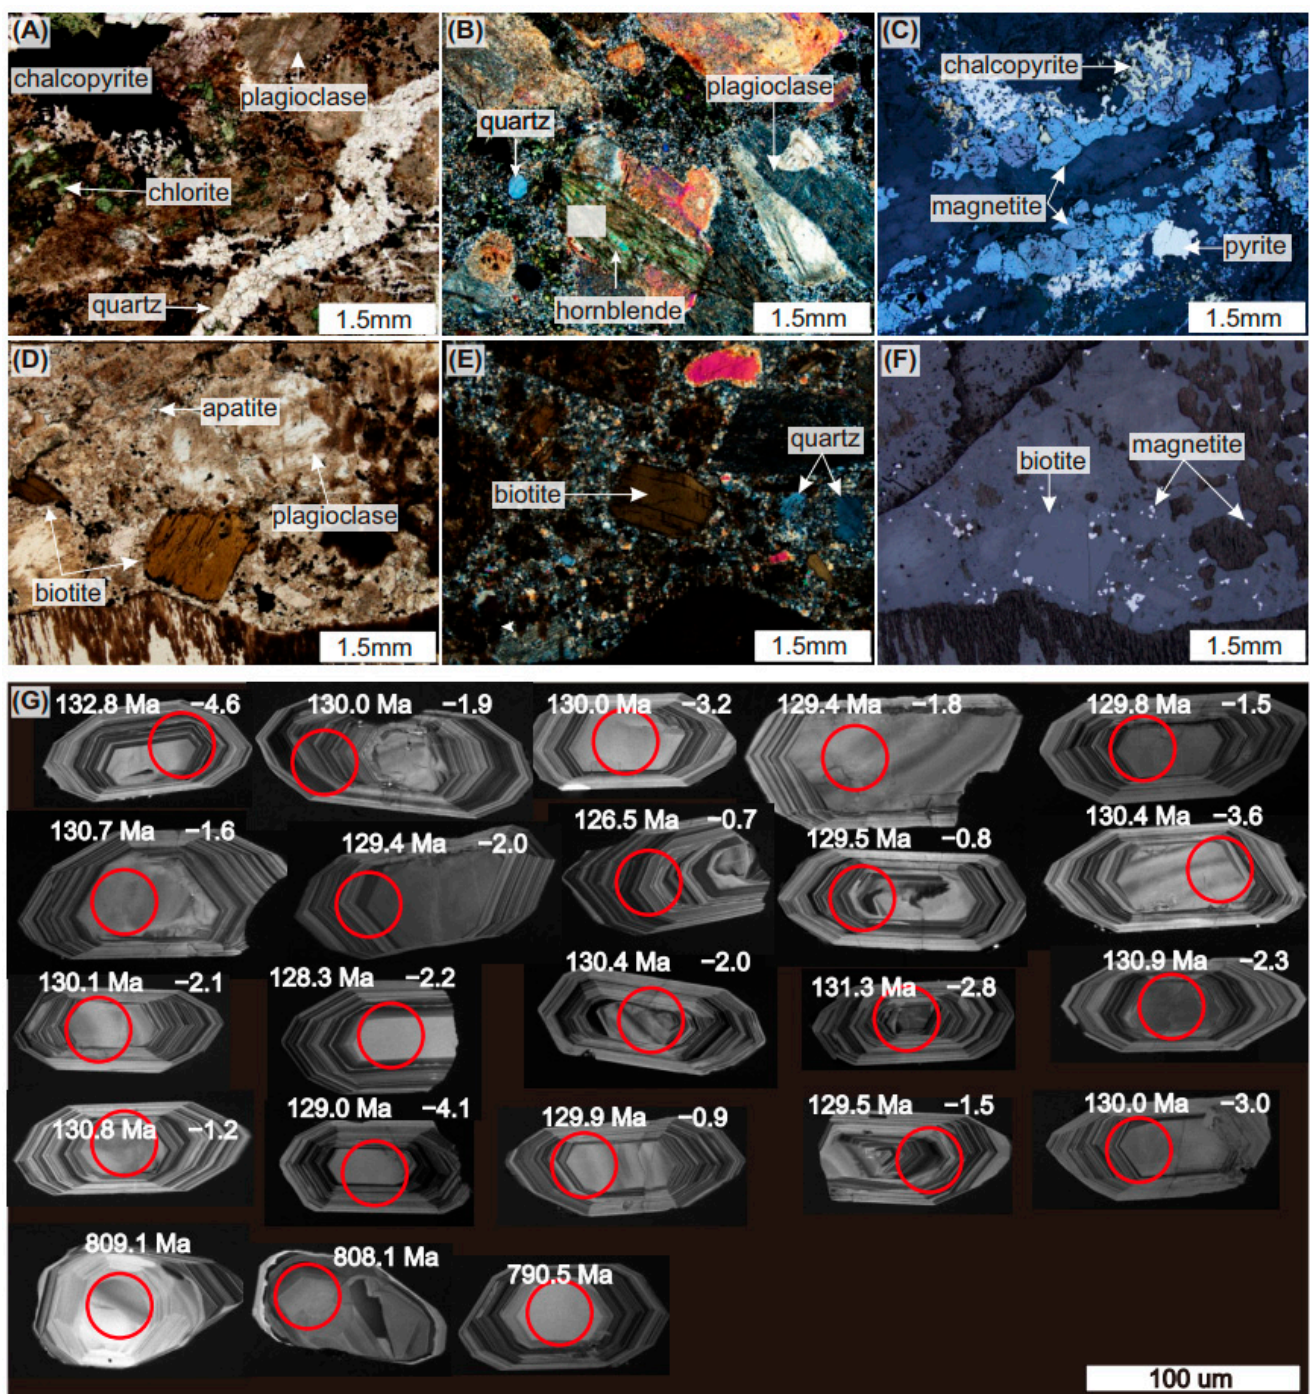 (A)
chalcopyrite
plagioclase
chlorite
quartz
1.5mm
(B)
plagioclase
quartz
hornblende
1.5mm
(C)
chalcopyrite
magnetite
pyrite
1.5mm
(D)
apatite
plagioclase
biotite
1.5mm
(E)
quartz
biotite
1.5mm
(F)
biotite
magnetite
1.5mm
(G)
132.8 Ma −4.6
130.0 Ma −1.9
130.0 Ma −3.2
129.4 Ma −1.8
129.8 Ma −1.5
130.7 Ma −1.6
129.4 Ma −2.0
126.5 Ma −0.7
129.5 Ma −0.8
130.4 Ma −3.6
130.1 Ma −2.1
128.3 Ma −2.2
130.4 Ma −2.0
131.3 Ma −2.8
130.9 Ma −2.3
130.8 Ma −1.2
129.0 Ma −4.1
129.9 Ma −0.9
129.5 Ma −1.5
130.0 Ma −3.0
809.1 Ma
808.1 Ma
790.5 Ma
100 um